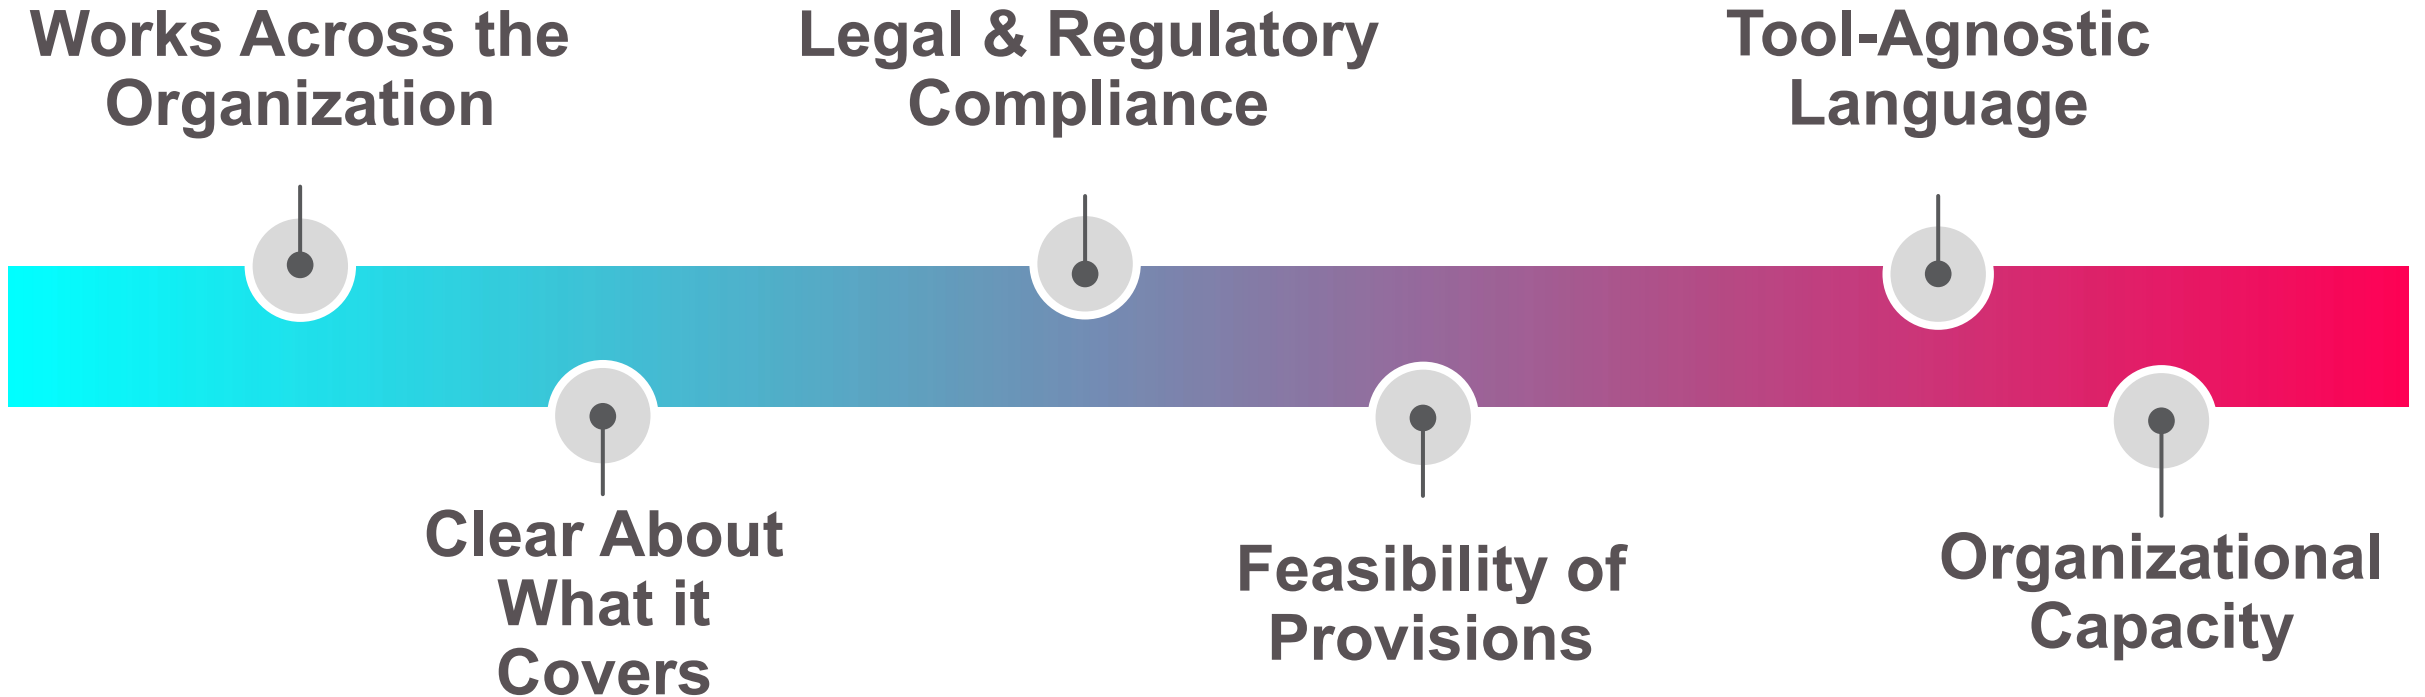 Works Across the
Organization
Clear About
What it
Covers
Legal & Regulatory
Compliance
Feasibility of
Provisions
Tool-Agnostic
Language
Organizational
Capacity